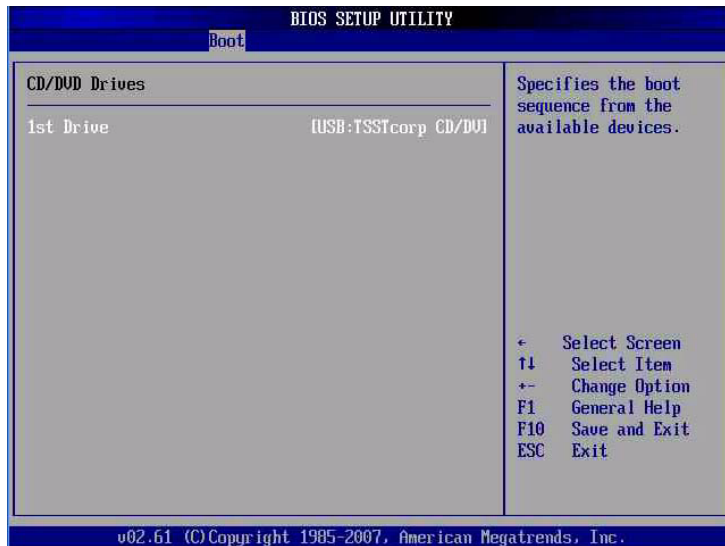 BIOS SETUP UTILITY
Boot
CD/DVD Drives
1st Drive [USB:TSSTcorp CD/DV]
Specifies the boot
sequence from the
available devices.
← Select Screen
↑↓ Select Item
+- Change Option
F1 General Help
F10 Save and Exit
ESC Exit
v02.61 (C)Copyright 1985-2007, American Megatrends, Inc.